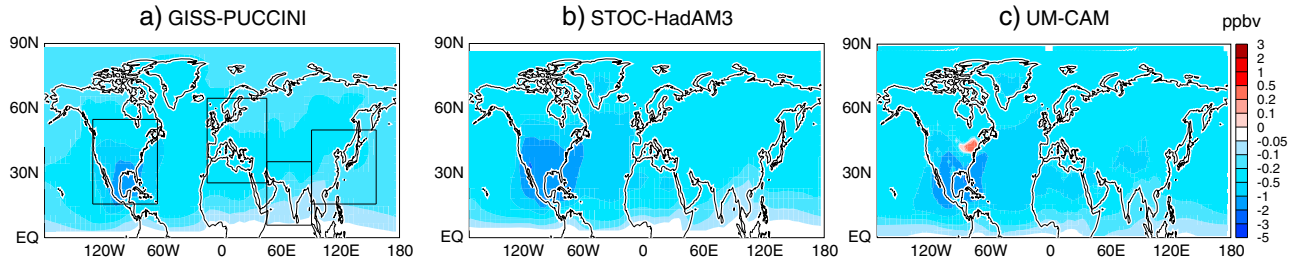 a) GISS-PUCCINI
b) STOC-HadAM3
c) UM-CAM
ppbv
90N
60N
30N
EQ
120W 60W 0 60E 120E 180
90N
60N
30N
EQ
120W 60W 0 60E 120E 180
90N
60N
30N
EQ
120W 60W 0 60E 120E 180
3
2
1
0.5
0.2
0.1
0
-0.05
-0.1
-0.2
-0.5
-1
-2
-3
-5